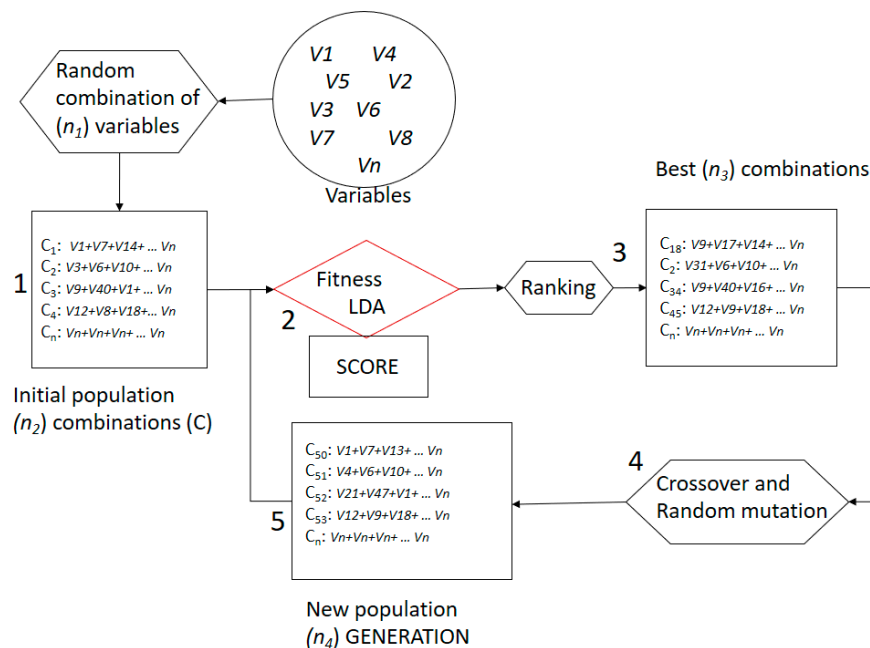 Random
combination of
(n₁) variables
V1 V4
V5 V2
V3 V6
V7 V8
Vn
Variables
1
C₁: V1+V7+V14+ ... Vn
C₂: V3+V6+V10+ ... Vn
C₃: V9+V40+V1+ ... Vn
C₄: V12+V8+V18+... Vn
Cₙ: Vn+Vn+Vn+ ... Vn
Initial population
(n₂) combinations (C)
Fitness
LDA
2
SCORE
Ranking
3
Best (n₃) combinations
C₁₈: V9+V17+V14+ ... Vn
C₂: V31+V6+V10+ ... Vn
C₃₄: V9+V40+V16+ ... Vn
C₄₅: V12+V9+V18+ ... Vn
Cₙ: Vn+Vn+Vn+ ... Vn
4
Crossover and
Random mutation
5
C₅₀: V1+V7+V13+ ... Vn
C₅₁: V4+V6+V10+ ... Vn
C₅₂: V21+V47+V1+ ... Vn
C₅₃: V12+V9+V18+ ... Vn
Cₙ: Vn+Vn+Vn+ ... Vn
New population
(n₄) GENERATION